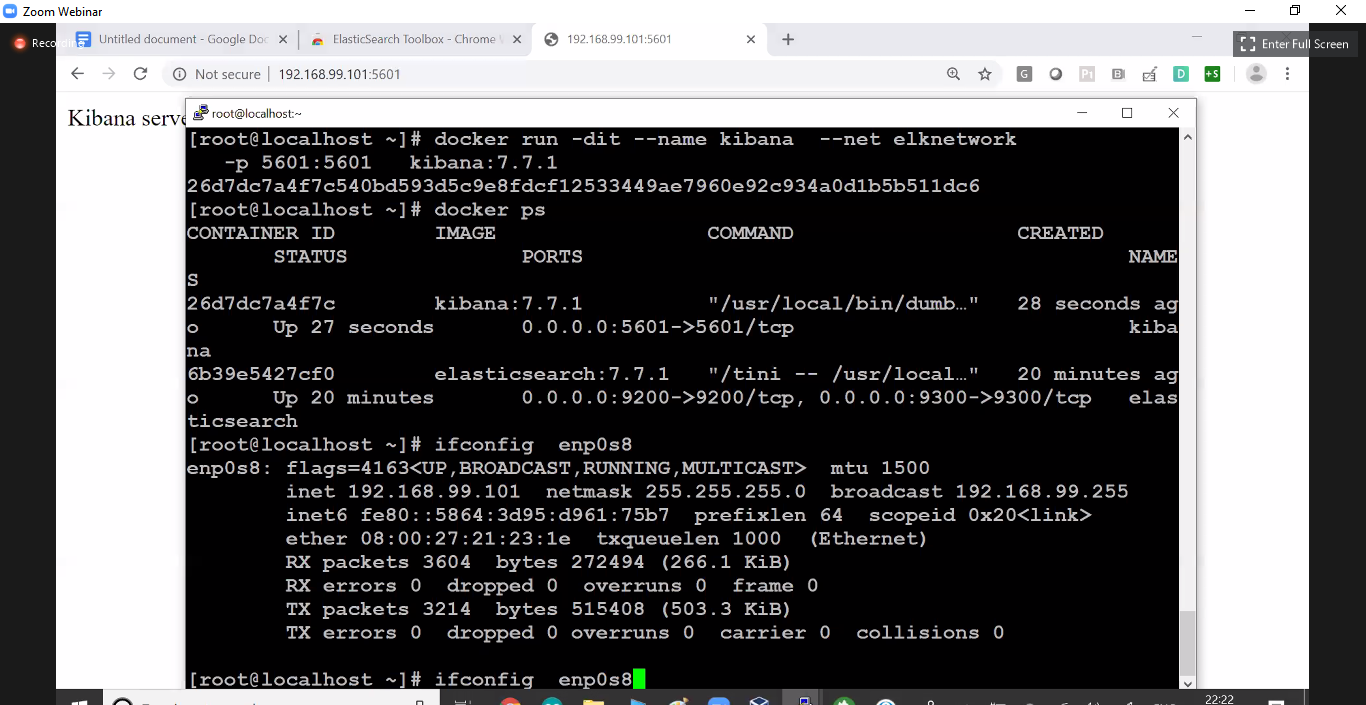 Zoom Webinar
Recording
Untitled document - Google Doc
ElasticSearch Toolbox - Chrome
192.168.99.101:5601
Enter Full Screen
Not secure
192.168.99.101:5601
Kibana serve
root@localhost:~
[root@localhost ~]# docker run -dit --name kibana  --net elknetwork
-p 5601:5601   kibana:7.7.1
26d7dc7a4f7c540bd593d5c9e8fdcf12533449ae7960e92c934a0d1b5b511dc6
[root@localhost ~]# docker ps
CONTAINER ID        IMAGE                 COMMAND                  CREATED
STATUS              PORTS                                            NAME
S
26d7dc7a4f7c        kibana:7.7.1          "/usr/local/bin/dumb…"   28 seconds ag
o      Up 27 seconds       0.0.0.0:5601->5601/tcp                           kiba
na
6b39e5427cf0        elasticsearch:7.7.1   "/tini -- /usr/local…"   20 minutes ag
o      Up 20 minutes       0.0.0.0:9200->9200/tcp, 0.0.0.0:9300->9300/tcp   elas
ticsearch
[root@localhost ~]# ifconfig  enp0s8
enp0s8: flags=4163<UP,BROADCAST,RUNNING,MULTICAST>  mtu 1500
inet 192.168.99.101  netmask 255.255.255.0  broadcast 192.168.99.255
inet6 fe80::5864:3d95:d961:75b7  prefixlen 64  scopeid 0x20<link>
ether 08:00:27:21:23:1e  txqueuelen 1000  (Ethernet)
RX packets 3604  bytes 272494 (266.1 KiB)
RX errors 0  dropped 0  overruns 0  frame 0
TX packets 3214  bytes 515408 (503.3 KiB)
TX errors 0  dropped 0 overruns 0  carrier 0  collisions 0
[root@localhost ~]# ifconfig  enp0s8
22:22